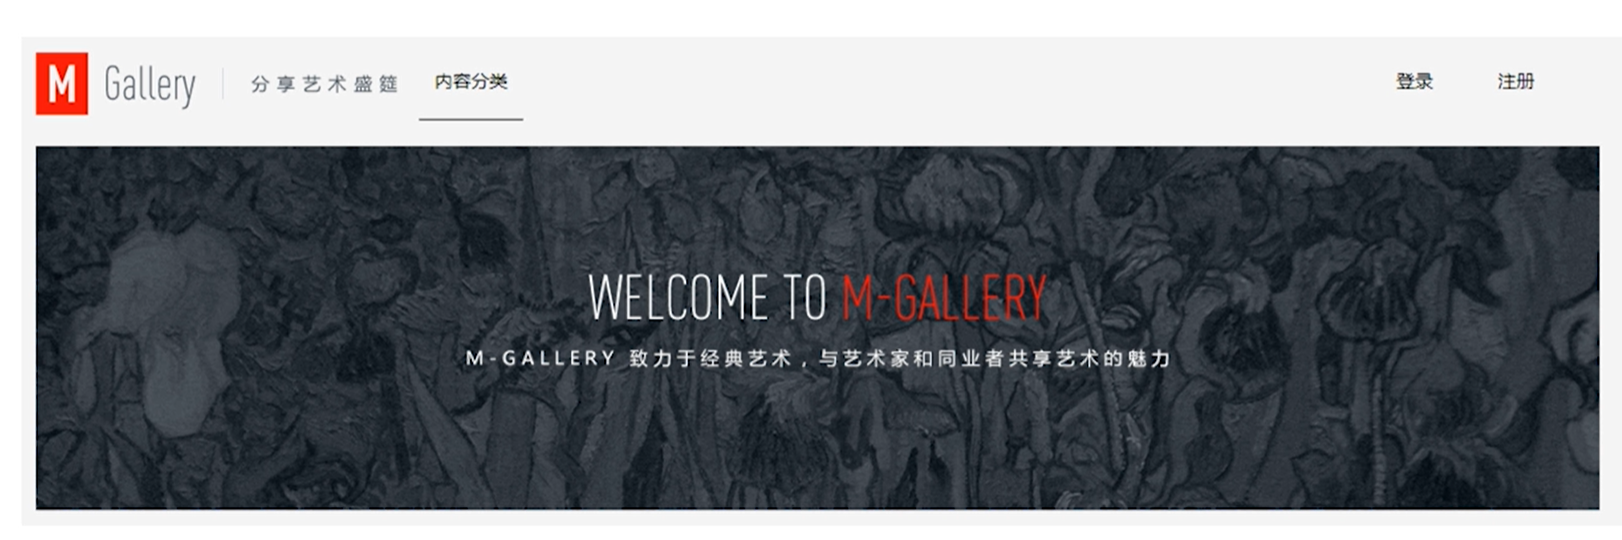 M Gallery 分享艺术盛筵 内容分类 登录 注册
WELCOME TO M-GALLERY
M-GALLERY 致力于经典艺术，与艺术家和同业者共享艺术的魅力